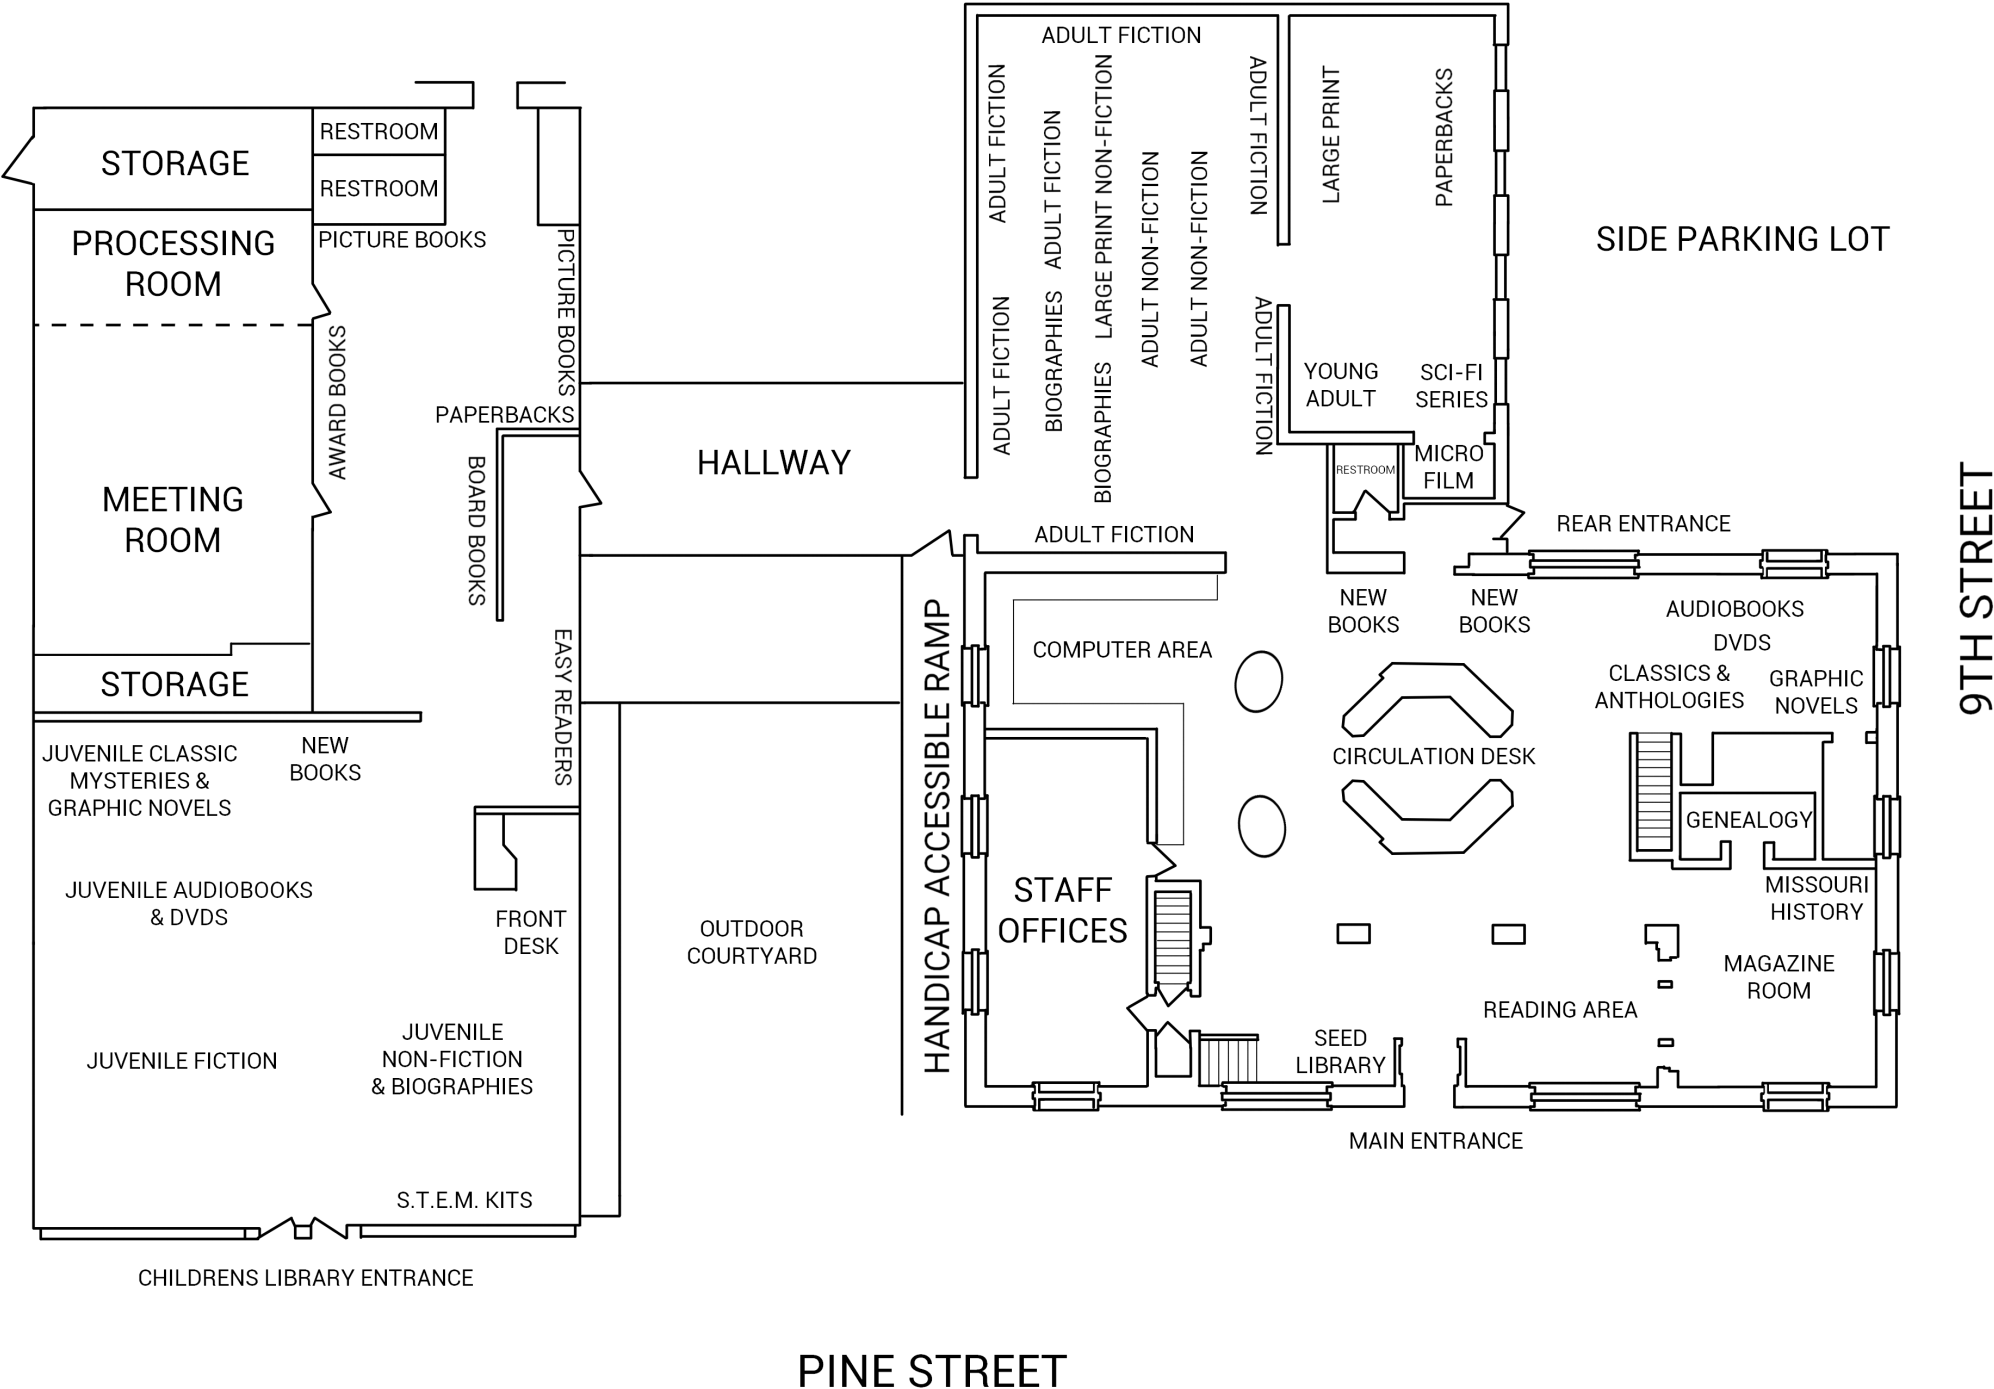 STORAGE
RESTROOM
RESTROOM
PROCESSING
ROOM
PICTURE BOOKS
PICTURE BOOKS
AWARD BOOKS
PAPERBACKS
BOARD BOOKS
MEETING
ROOM
STORAGE
EASY READERS
JUVENILE CLASSIC
MYSTERIES &
GRAPHIC NOVELS
NEW
BOOKS
JUVENILE AUDIOBOOKS
& DVDS
FRONT
DESK
JUVENILE FICTION
JUVENILE
NON-FICTION
& BIOGRAPHIES
S.T.E.M. KITS
CHILDRENS LIBRARY ENTRANCE
HALLWAY
OUTDOOR
COURTYARD
HANDICAP ACCESSIBLE RAMP
ADULT FICTION
ADULT FICTION
ADULT FICTION
ADULT FICTION
BIOGRAPHIES
LARGE PRINT NON-FICTION
BIOGRAPHIES
ADULT NON-FICTION
ADULT NON-FICTION
ADULT FICTION
ADULT FICTION
ADULT FICTION
LARGE PRINT
PAPERBACKS
YOUNG
ADULT
SCI-FI
SERIES
RESTROOM
MICRO
FILM
SIDE PARKING LOT
REAR ENTRANCE
9TH STREET
COMPUTER AREA
NEW
BOOKS
NEW
BOOKS
AUDIOBOOKS
DVDS
CLASSICS &
ANTHOLOGIES
GRAPHIC
NOVELS
CIRCULATION DESK
GENEALOGY
STAFF
OFFICES
MISSOURI
HISTORY
MAGAZINE
ROOM
READING AREA
SEED
LIBRARY
MAIN ENTRANCE
PINE STREET